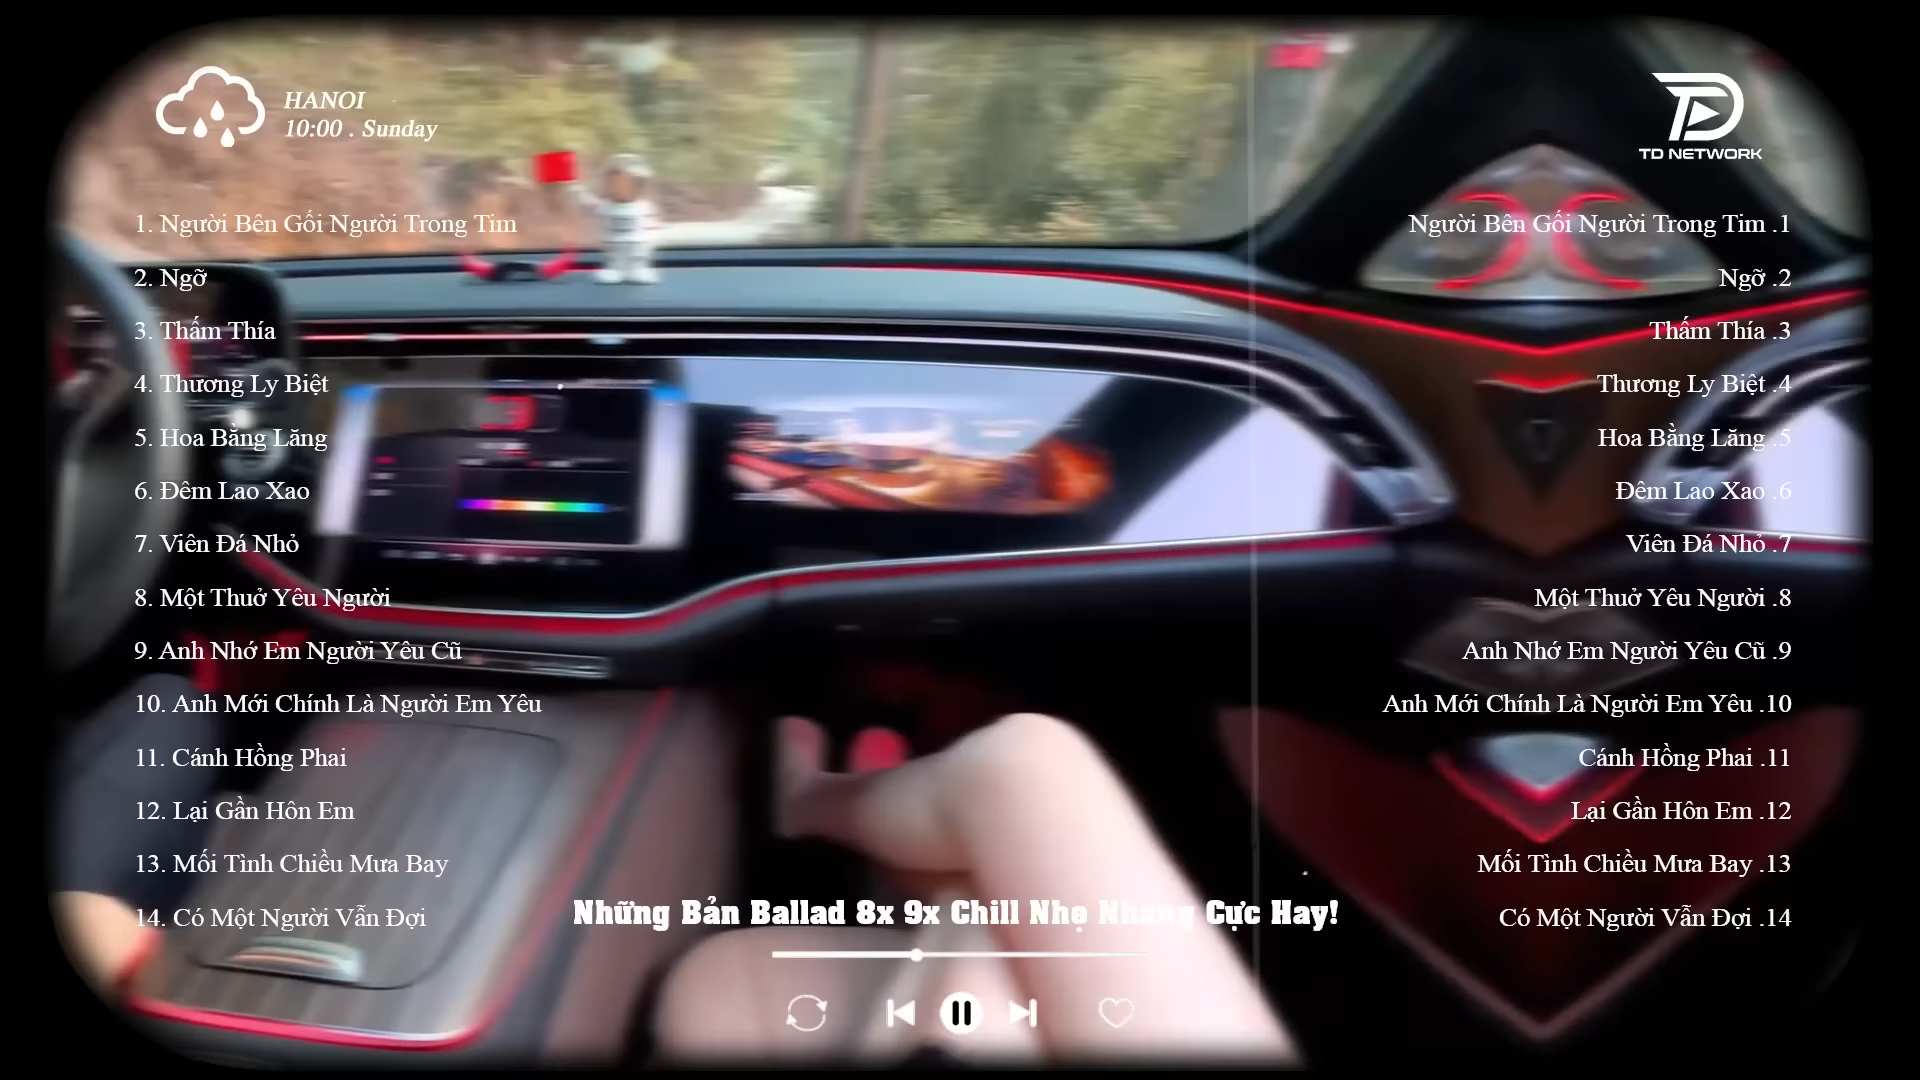 HANOI
10:00 . Sunday
TD NETWORK
1. Người Bên Gối Người Trong Tim
2. Ngỡ
3. Thấm Thía
4. Thương Ly Biệt
5. Hoa Bằng Lăng
6. Đêm Lao Xao
7. Viên Đá Nhỏ
8. Một Thuở Yêu Người
9. Anh Nhớ Em Người Yêu Cũ
10. Anh Mới Chính Là Người Em Yêu
11. Cánh Hồng Phai
12. Lại Gần Hôn Em
13. Mối Tình Chiều Mưa Bay
14. Có Một Người Vẫn Đợi
Người Bên Gối Người Trong Tim .1
Ngỡ .2
Thấm Thía .3
Thương Ly Biệt .4
Hoa Bằng Lăng .5
Đêm Lao Xao .6
Viên Đá Nhỏ .7
Một Thuở Yêu Người .8
Anh Nhớ Em Người Yêu Cũ .9
Anh Mới Chính Là Người Em Yêu .10
Cánh Hồng Phai .11
Lại Gần Hôn Em .12
Mối Tình Chiều Mưa Bay .13
Có Một Người Vẫn Đợi .14
Những Bản Ballad 8x 9x Chill Nhẹ Nhàng Cực Hay!